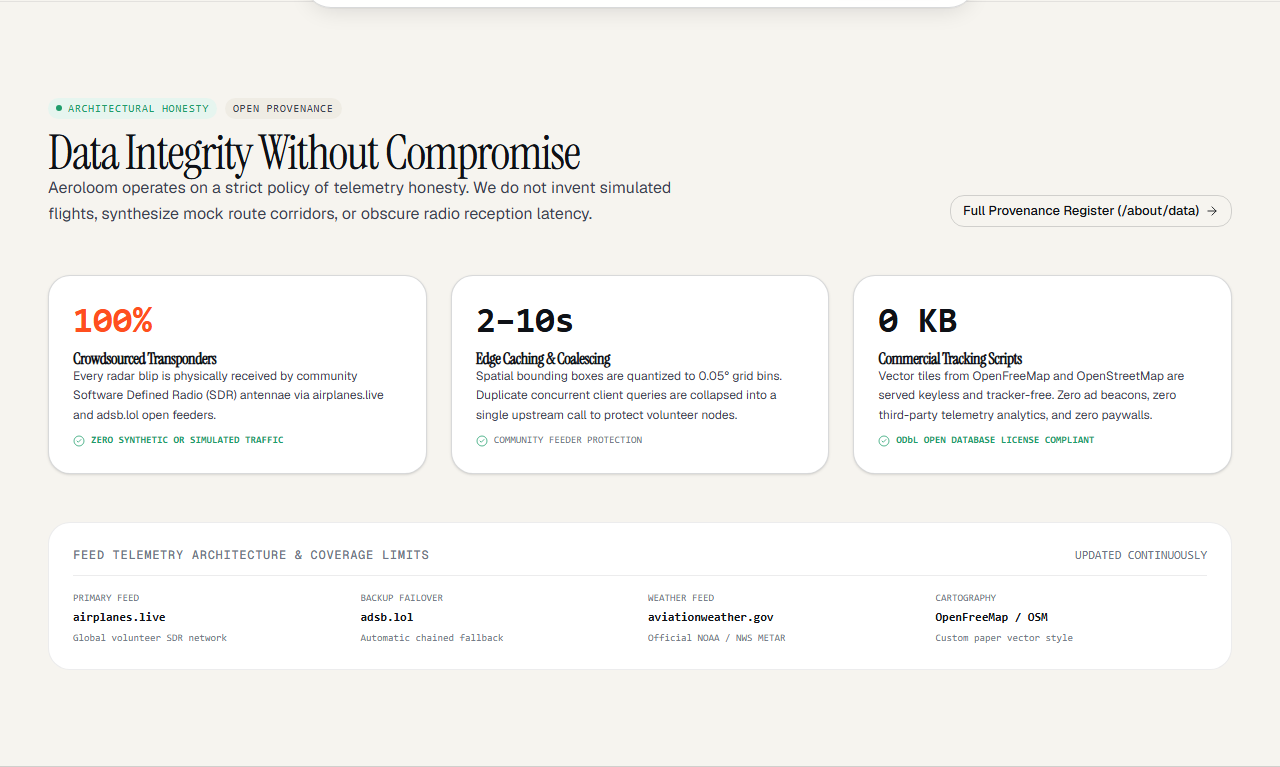 ARCHITECTURAL HONESTY
OPEN PROVENANCE
Data Integrity Without Compromise
Aeroloom operates on a strict policy of telemetry honesty. We do not invent simulated
flights, synthesize mock route corridors, or obscure radio reception latency.
Full Provenance Register (/about/data) →
100%
Crowdsourced Transponders
Every radar blip is physically received by community
Software Defined Radio (SDR) antennae via airplanes.live
and adsb.lol open feeders.
ZERO SYNTHETIC OR SIMULATED TRAFFIC
2–10s
Edge Caching & Coalescing
Spatial bounding boxes are quantized to 0.05° grid bins.
Duplicate concurrent client queries are collapsed into a
single upstream call to protect volunteer nodes.
COMMUNITY FEEDER PROTECTION
0 KB
Commercial Tracking Scripts
Vector tiles from OpenFreeMap and OpenStreetMap are
served keyless and tracker-free. Zero ad beacons, zero
third-party telemetry analytics, and zero paywalls.
ODbL OPEN DATABASE LICENSE COMPLIANT
FEED TELEMETRY ARCHITECTURE & COVERAGE LIMITS
UPDATED CONTINUOUSLY
PRIMARY FEED
airplanes.live
Global volunteer SDR network
BACKUP FAILOVER
adsb.lol
Automatic chained fallback
WEATHER FEED
aviationweather.gov
Official NOAA / NWS METAR
CARTOGRAPHY
OpenFreeMap / OSM
Custom paper vector style